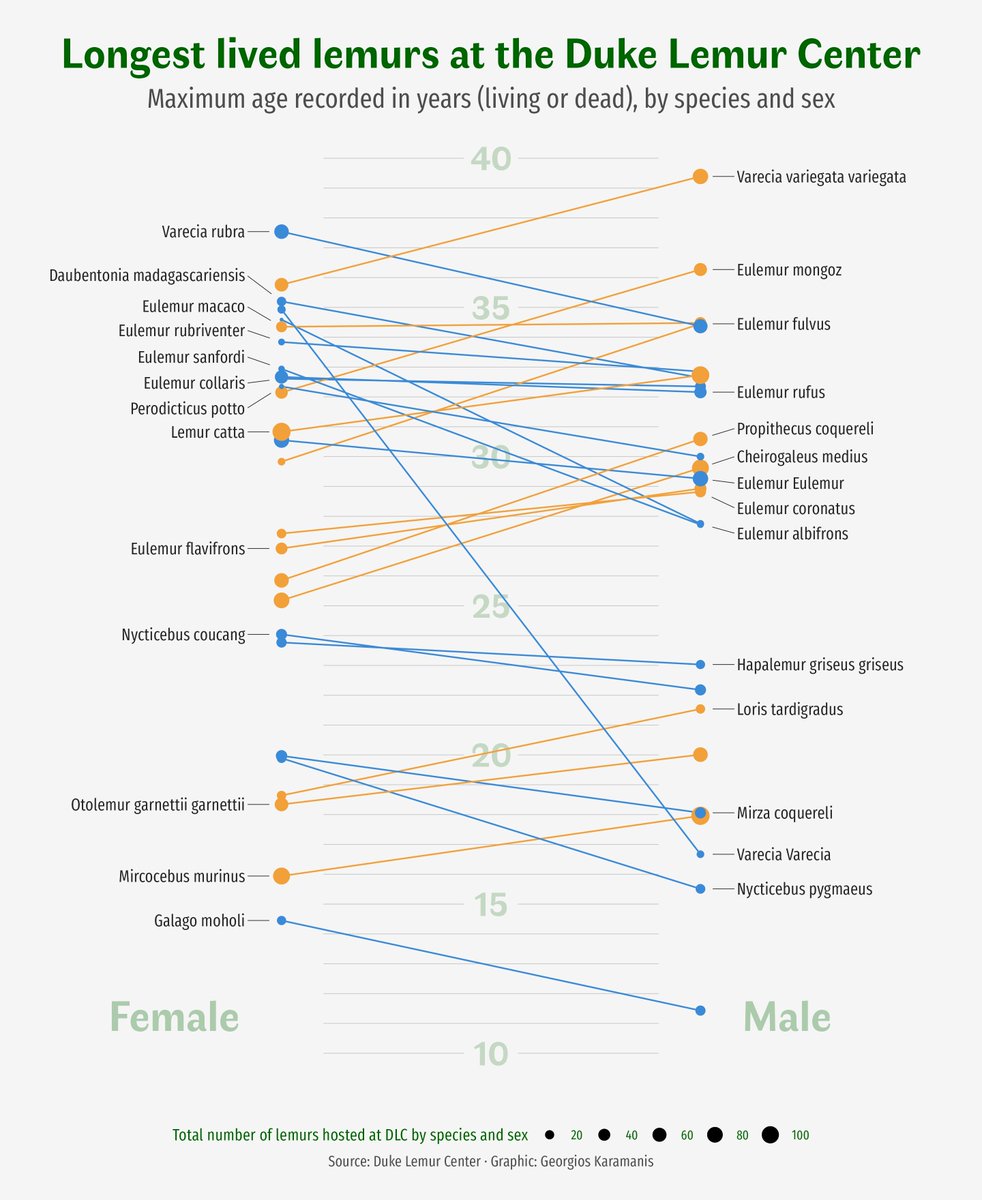 Longest lived lemurs at the Duke Lemur Center
Maximum age recorded in years (living or dead), by species and sex
40
35
30
25
20
15
10
Varecia rubra
Daubentonia madagascariensis
Eulemur macaco
Eulemur rubriventer
Eulemur sanfordi
Eulemur collaris
Perodicticus potto
Lemur catta
Eulemur flavifrons
Nycticebus coucang
Otolemur garnettii garnettii
Mircocebus murinus
Galago moholi
Female
Varecia variegata variegata
Eulemur mongoz
Eulemur fulvus
Eulemur rufus
Propithecus coquereli
Cheirogaleus medius
Eulemur Eulemur
Eulemur coronatus
Eulemur albifrons
Hapalemur griseus griseus
Loris tardigradus
Mirza coquereli
Varecia Varecia
Nycticebus pygmaeus
Male
Total number of lemurs hosted at DLC by species and sex 20 40 60 80 100
Source: Duke Lemur Center · Graphic: Georgios Karamanis